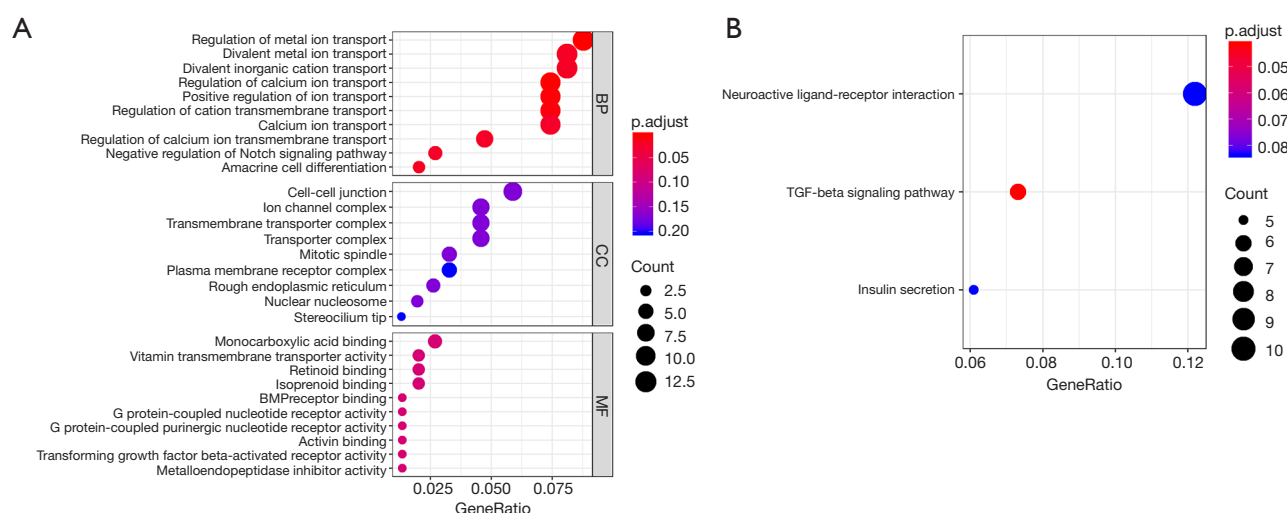 A
Regulation of metal ion transport
Divalent metal ion transport
Divalent inorganic cation transport
Regulation of calcium ion transport
Positive regulation of ion transport
Regulation of cation transmembrane transport
Calcium ion transport
Regulation of calcium ion transmembrane transport
Negative regulation of Notch signaling pathway
Amacrine cell differentiation
BP
Cell-cell junction
Ion channel complex
Transmembrane transporter complex
Transporter complex
Mitotic spindle
Plasma membrane receptor complex
Rough endoplasmic reticulum
Nuclear nucleosome
Stereocilium tip
CC
Monocarboxylic acid binding
Vitamin transmembrane transporter activity
Retinoid binding
Isoprenoid binding
BMPreceptor binding
G protein-coupled nucleotide receptor activity
G protein-coupled purinergic nucleotide receptor activity
Activin binding
Transforming growth factor beta-activated receptor activity
Metalloendopeptidase inhibitor activity
MF
0.025 0.050 0.075
GeneRatio
p.adjust
0.05
0.10
0.15
0.20
Count
2.5
5.0
7.5
10.0
12.5
B
Neuroactive ligand-receptor interaction
TGF-beta signaling pathway
Insulin secretion
0.06 0.08 0.10 0.12
GeneRatio
p.adjust
0.05
0.06
0.07
0.08
Count
5
6
7
8
9
10